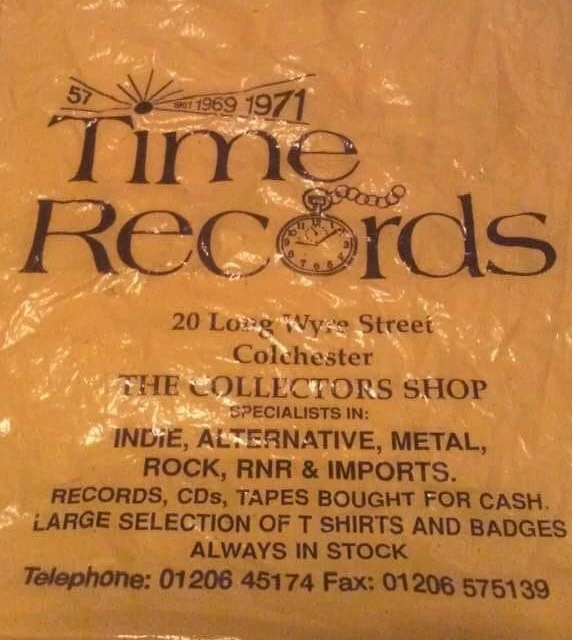 57 1969 1971
Time
Records
20 Long Wyre Street
Colchester
THE COLLECTORS SHOP
SPECIALISTS IN:
INDIE, ALTERNATIVE, METAL,
ROCK, RNR & IMPORTS.
RECORDS, CDs, TAPES BOUGHT FOR CASH.
LARGE SELECTION OF T SHIRTS AND BADGES
ALWAYS IN STOCK
Telephone: 01206 45174 Fax: 01206 575139